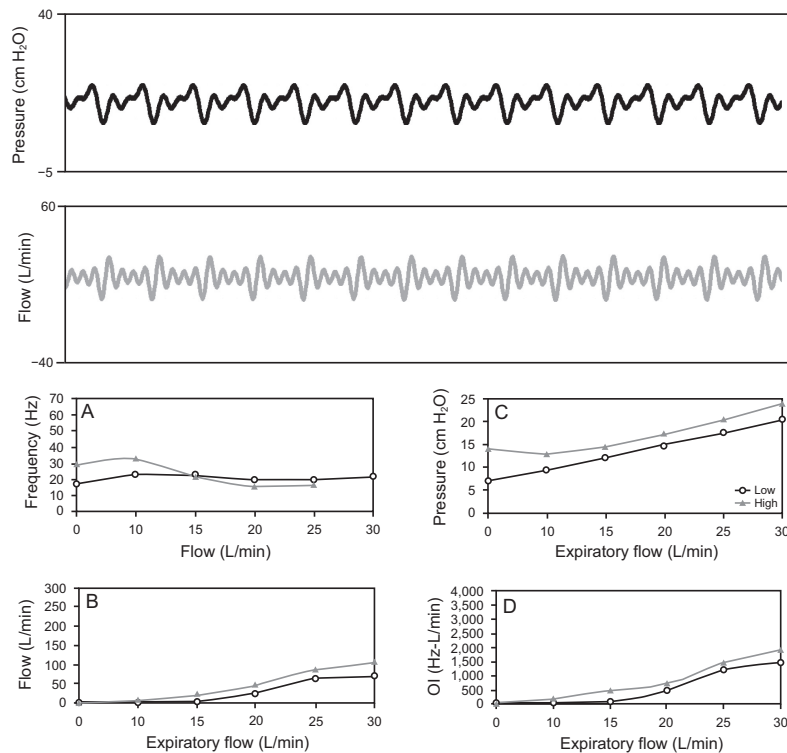 40
Pressure (cm H₂O)
−5
60
Flow (L/min)
−40
A
Frequency (Hz)
70
60
50
40
30
20
10
0
0 10 15 20 25 30
Flow (L/min)
C
Pressure (cm H₂O)
25
20
15
10
5
0
Low
High
0 10 15 20 25 30
Expiratory flow (L/min)
B
Flow (L/min)
300
250
200
150
100
50
0
0 10 15 20 25 30
Expiratory flow (L/min)
D
OI (Hz-L/min)
4,000
3,500
3,000
2,500
2,000
1,500
1,000
500
0
0 10 15 20 25 30
Expiratory flow (L/min)